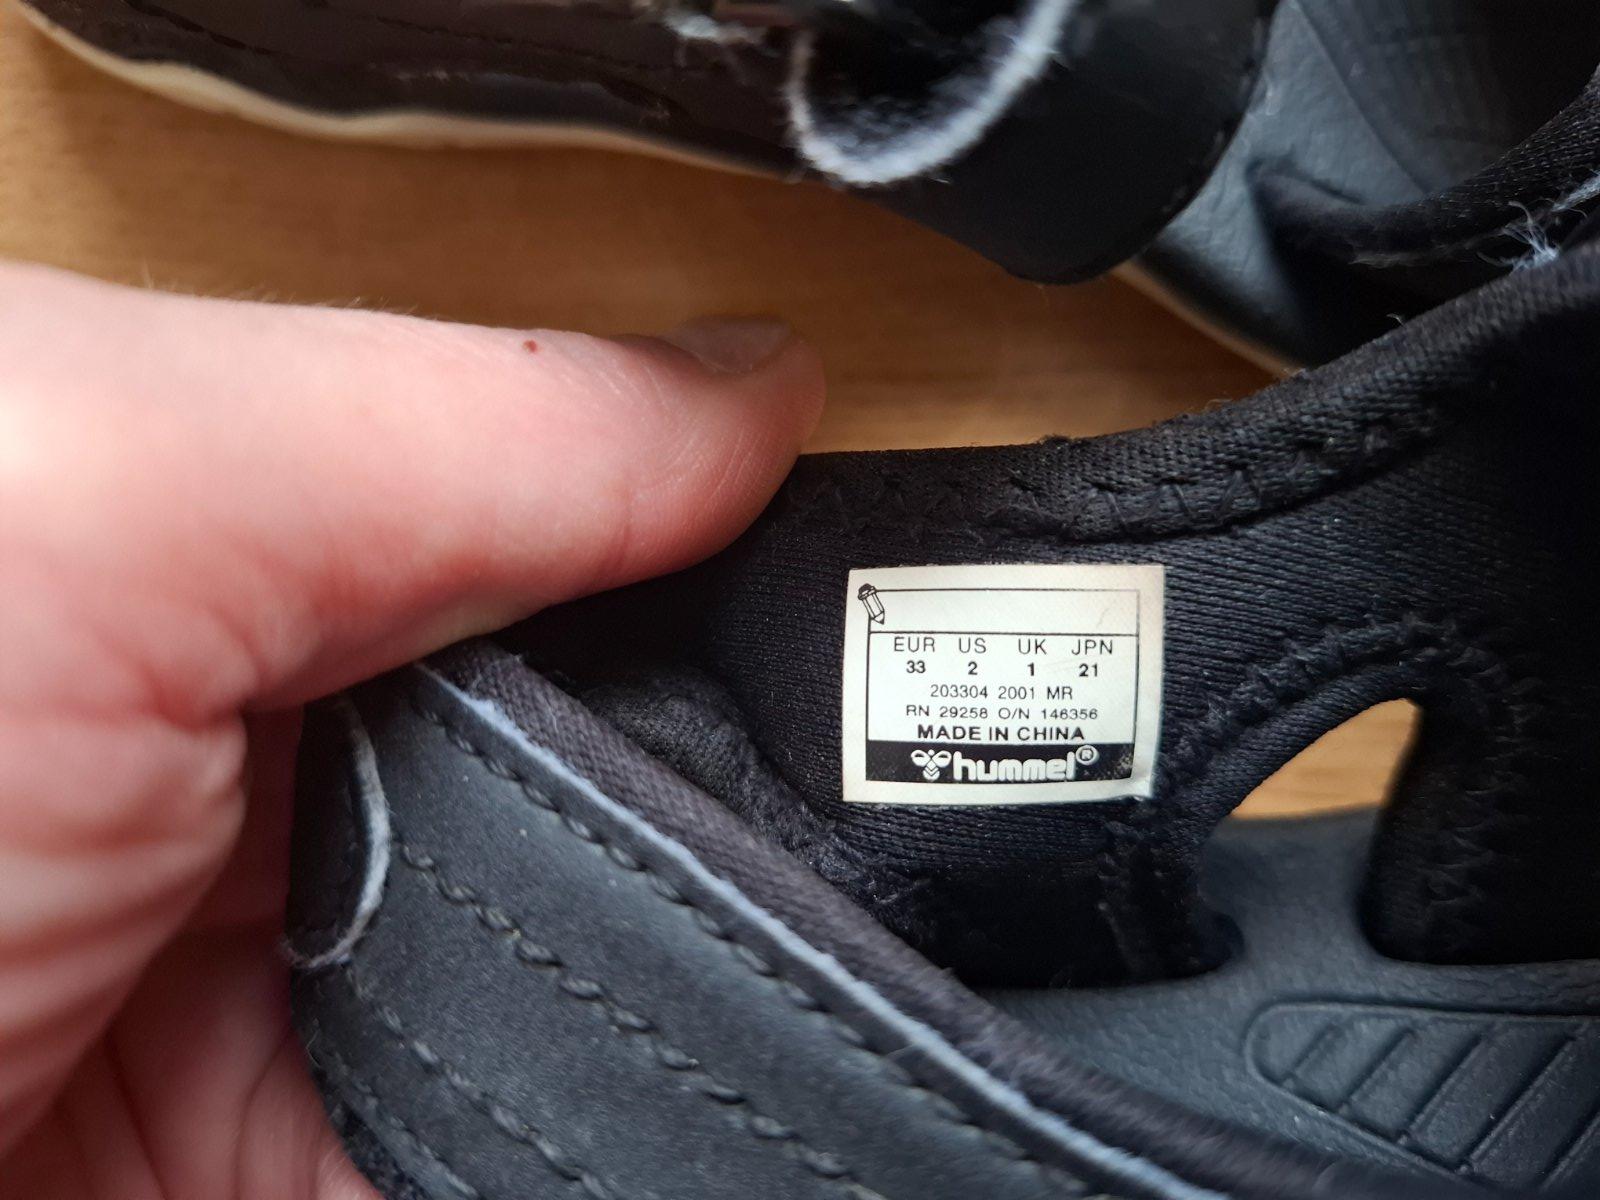 EUR US UK JPN
33 2 1 21
203304 2001 MR
RN 29258 O/N 146356
MADE IN CHINA
hummel®